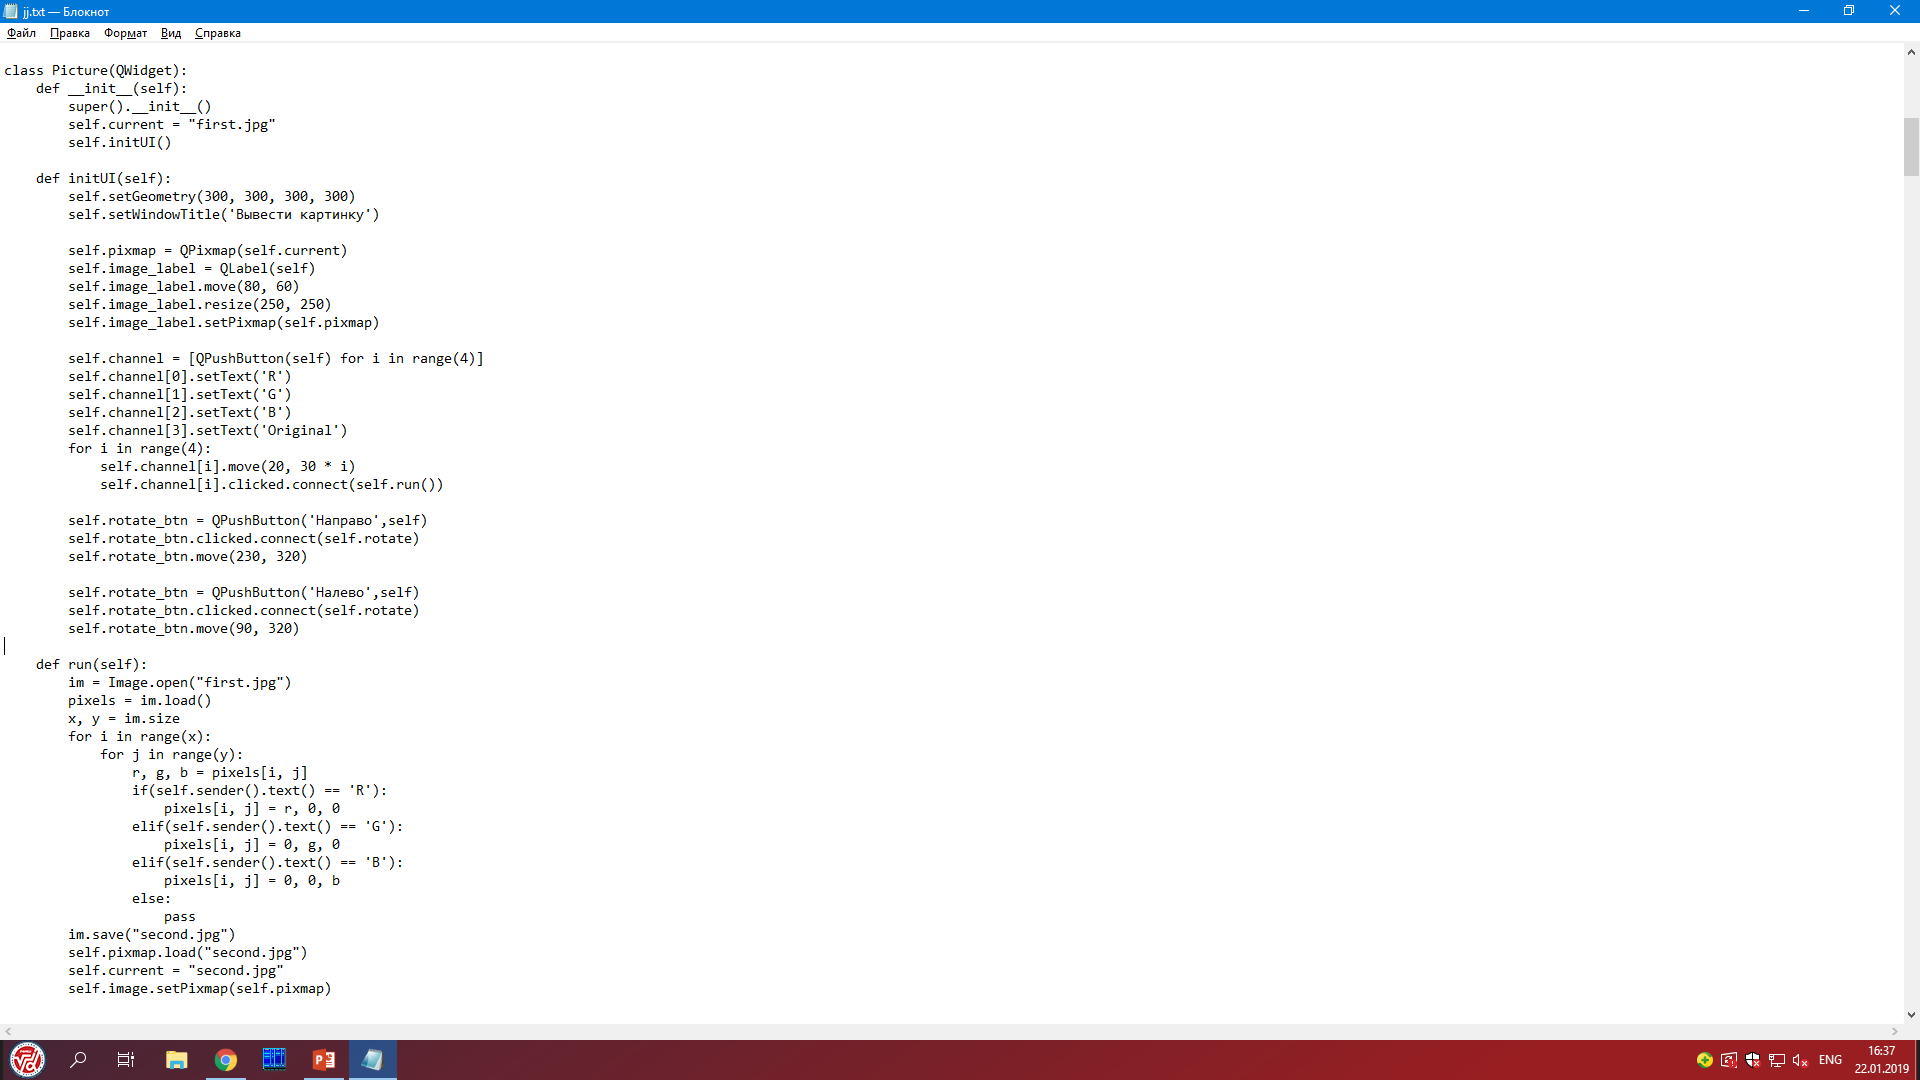 jj.txt — Блокнот
Файл Правка Формат Вид Справка
class Picture(QWidget):
    def __init__(self):
        super().__init__()
        self.current = "first.jpg"
        self.initUI()

    def initUI(self):
        self.setGeometry(300, 300, 300, 300)
        self.setWindowTitle('Вывести картинку')

        self.pixmap = QPixmap(self.current)
        self.image_label = QLabel(self)
        self.image_label.move(80, 60)
        self.image_label.resize(250, 250)
        self.image_label.setPixmap(self.pixmap)

        self.channel = [QPushButton(self) for i in range(4)]
        self.channel[0].setText('R')
        self.channel[1].setText('G')
        self.channel[2].setText('B')
        self.channel[3].setText('Original')
        for i in range(4):
            self.channel[i].move(20, 30 * i)
            self.channel[i].clicked.connect(self.run())

        self.rotate_btn = QPushButton('Направо',self)
        self.rotate_btn.clicked.connect(self.rotate)
        self.rotate_btn.move(230, 320)

        self.rotate_btn = QPushButton('Налево',self)
        self.rotate_btn.clicked.connect(self.rotate)
        self.rotate_btn.move(90, 320)

    def run(self):
        im = Image.open("first.jpg")
        pixels = im.load()
        x, y = im.size
        for i in range(x):
            for j in range(y):
                r, g, b = pixels[i, j]
                if(self.sender().text() == 'R'):
                    pixels[i, j] = r, 0, 0
                elif(self.sender().text() == 'G'):
                    pixels[i, j] = 0, g, 0
                elif(self.sender().text() == 'B'):
                    pixels[i, j] = 0, 0, b
                else:
                    pass
        im.save("second.jpg")
        self.pixmap.load("second.jpg")
        self.current = "second.jpg"
        self.image.setPixmap(self.pixmap)
ENG
16:37
22.01.2019